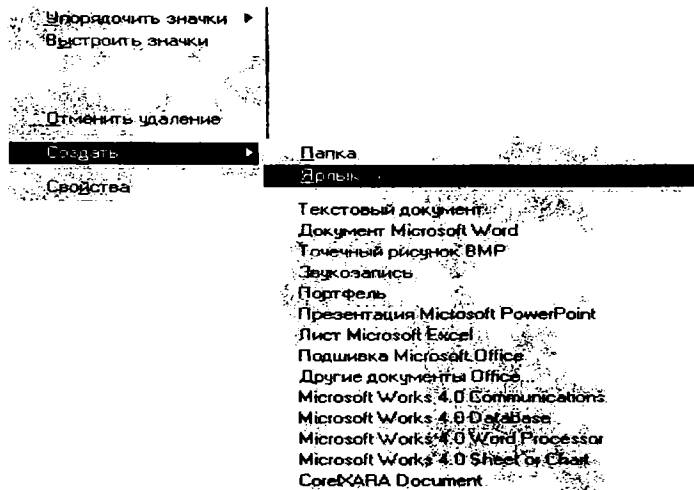 Упорядочить значки
Выстроить значки
Отменить удаление
Создать
Свойства
Папка
Ярлык
Текстовый документ
Документ Microsoft Word
Точечный рисунок BMP
Звукозапись
Портфель
Презентация Microsoft PowerPoint
Лист Microsoft Excel
Подшивка Microsoft Office
Другие документы Office...
Microsoft Works 4.0 Communications
Microsoft Works 4.0 Database
Microsoft Works 4.0 Word Processor
Microsoft Works 4.0 Sheet or Chart
CorelXARA Document